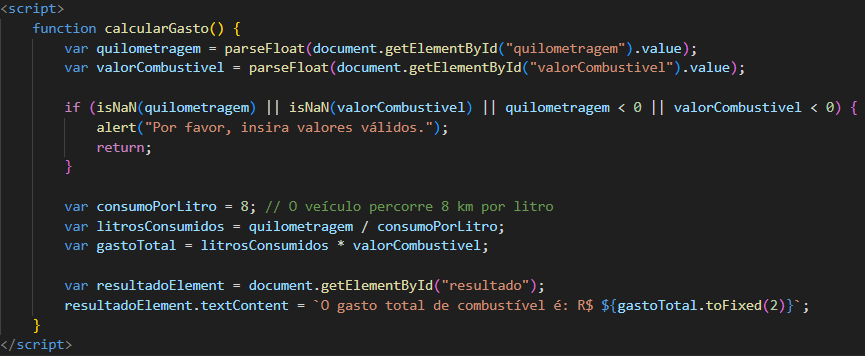 <script>
function calcularGasto() {
var quilometragem = parseFloat(document.getElementById("quilometragem").value);
var valorCombustivel = parseFloat(document.getElementById("valorCombustivel").value);
if (isNaN(quilometragem) || isNaN(valorCombustivel) || quilometragem < 0 || valorCombustivel < 0) {
alert("Por favor, insira valores válidos.");
return;
}
var consumoPorLitro = 8; // O veículo percorre 8 km por litro
var litrosConsumidos = quilometragem / consumoPorLitro;
var gastoTotal = litrosConsumidos * valorCombustivel;
var resultadoElement = document.getElementById("resultado");
resultadoElement.textContent = `O gasto total de combustível é: R$ ${gastoTotal.toFixed(2)}`;
}
</script>